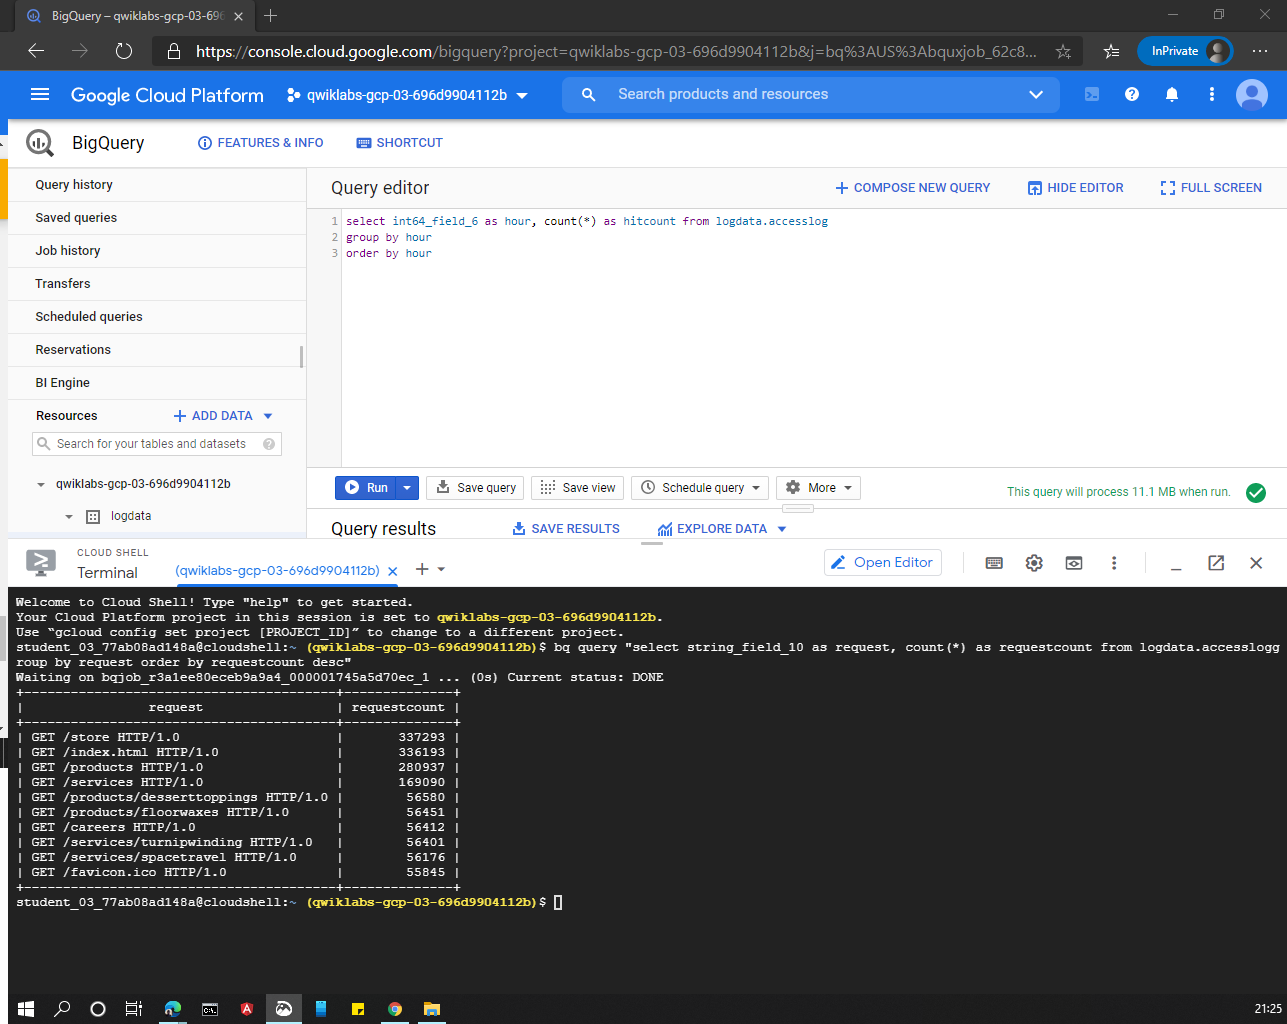 BigQuery – qwiklabs-gcp-03-696
https://console.cloud.google.com/bigquery?project=qwiklabs-gcp-03-696d9904112b&j=bq%3AUS%3Abquxjob_62c8...
InPrivate
Google Cloud Platform
qwiklabs-gcp-03-696d9904112b
Search products and resources
BigQuery
FEATURES & INFO
SHORTCUT
Query history
Saved queries
Job history
Transfers
Scheduled queries
Reservations
BI Engine
Resources
ADD DATA
Search for your tables and datasets
qwiklabs-gcp-03-696d9904112b
logdata
Query editor
COMPOSE NEW QUERY
HIDE EDITOR
FULL SCREEN
1 select int64_field_6 as hour, count(*) as hitcount from logdata.accesslog
2 group by hour
3 order by hour
Run
Save query
Save view
Schedule query
More
This query will process 11.1 MB when run.
Query results
SAVE RESULTS
EXPLORE DATA
CLOUD SHELL
Terminal
(qwiklabs-gcp-03-696d9904112b)
Open Editor
Welcome to Cloud Shell! Type "help" to get started.
Your Cloud Platform project in this session is set to qwiklabs-gcp-03-696d9904112b.
Use “gcloud config set project [PROJECT_ID]” to change to a different project.
student_03_77ab08ad148a@cloudshell:~ (qwiklabs-gcp-03-696d9904112b)$ bq query "select string_field_10 as request, count(*) as requestcount from logdata.accesslog g
roup by request order by requestcount desc"
Waiting on bqjob_r3a1ee80eceb9a9a4_000001745a5d70ec_1 ... (0s) Current status: DONE
+----------------------------------------+--------------+
| request | requestcount |
+----------------------------------------+--------------+
| GET /store HTTP/1.0 | 337293 |
| GET /index.html HTTP/1.0 | 336193 |
| GET /products HTTP/1.0 | 280937 |
| GET /services HTTP/1.0 | 169090 |
| GET /products/desserttoppings HTTP/1.0 | 56580 |
| GET /products/floorwaxes HTTP/1.0 | 56451 |
| GET /careers HTTP/1.0 | 56412 |
| GET /services/turnipwinding HTTP/1.0 | 56401 |
| GET /services/spacetravel HTTP/1.0 | 56176 |
| GET /favicon.ico HTTP/1.0 | 55845 |
+----------------------------------------+--------------+
student_03_77ab08ad148a@cloudshell:~ (qwiklabs-gcp-03-696d9904112b)$
21:25